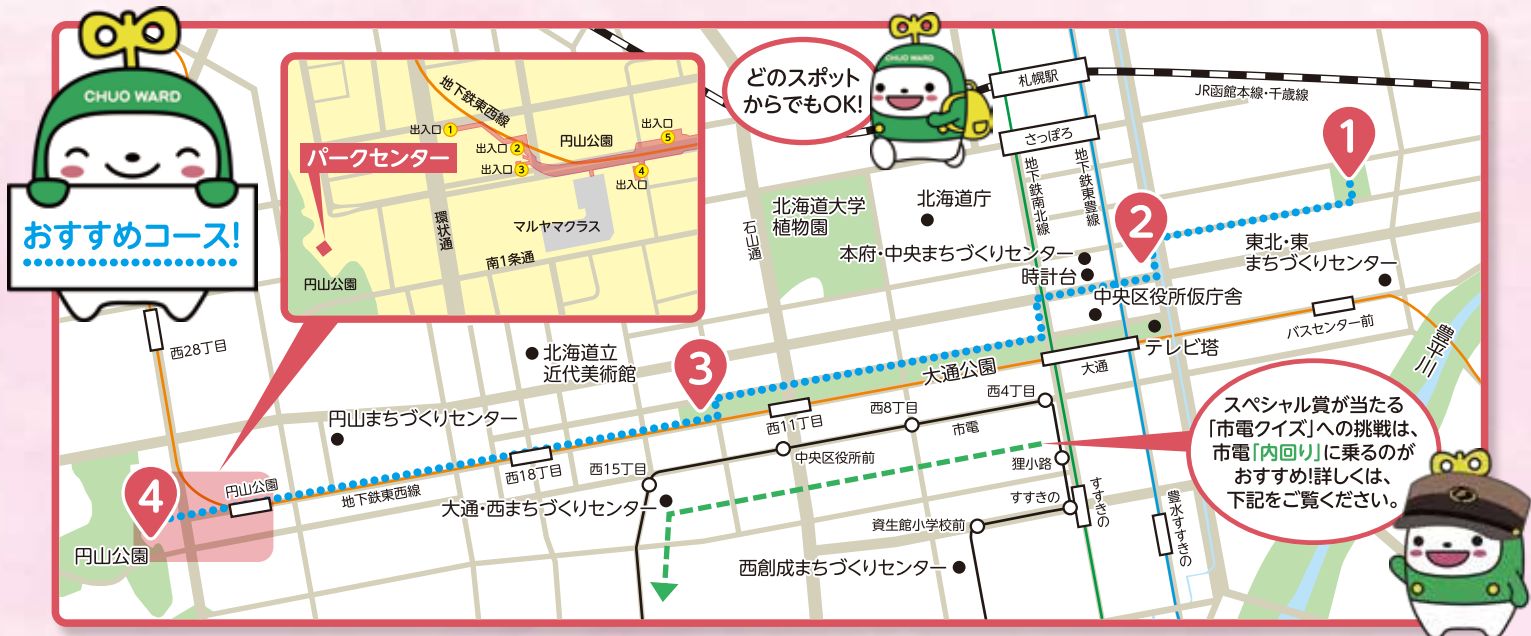 CHUO WARD
おすすめコース!
地下鉄東西線
出入口 1
出入口 2
出入口 3
円山公園
出入口
5
4
出入口
パークセンター
環状通
マルヤマクラス
南1条通
円山公園
どのスポット
からでもOK!
CHUO WARD
札幌駅
JR函館本線・千歳線
さっぽろ
地下鉄南北線
地下鉄東豊線
1
2
北海道大学
植物園
北海道庁
石山通
本府・中央まちづくりセンター
時計台
中央区役所仮庁舎
東北・東
まちづくりセンター
テレビ塔
バスセンター前
豊平川
大通
大通公園
西28丁目
北海道立
近代美術館
3
円山まちづくりセンター
西11丁目
西8丁目
西4丁目
市電
中央区役所前
狸小路
西18丁目
西15丁目
地下鉄東西線
円山公園
4
円山公園
大通・西まちづくりセンター
すすきの
すすきの
資生館小学校前
西創成まちづくりセンター
豊水すすきの
スペシャル賞が当たる
「市電クイズ」への挑戦は、
市電「内回り」に乗るのが
おすすめ!詳しくは、
下記をご覧ください。